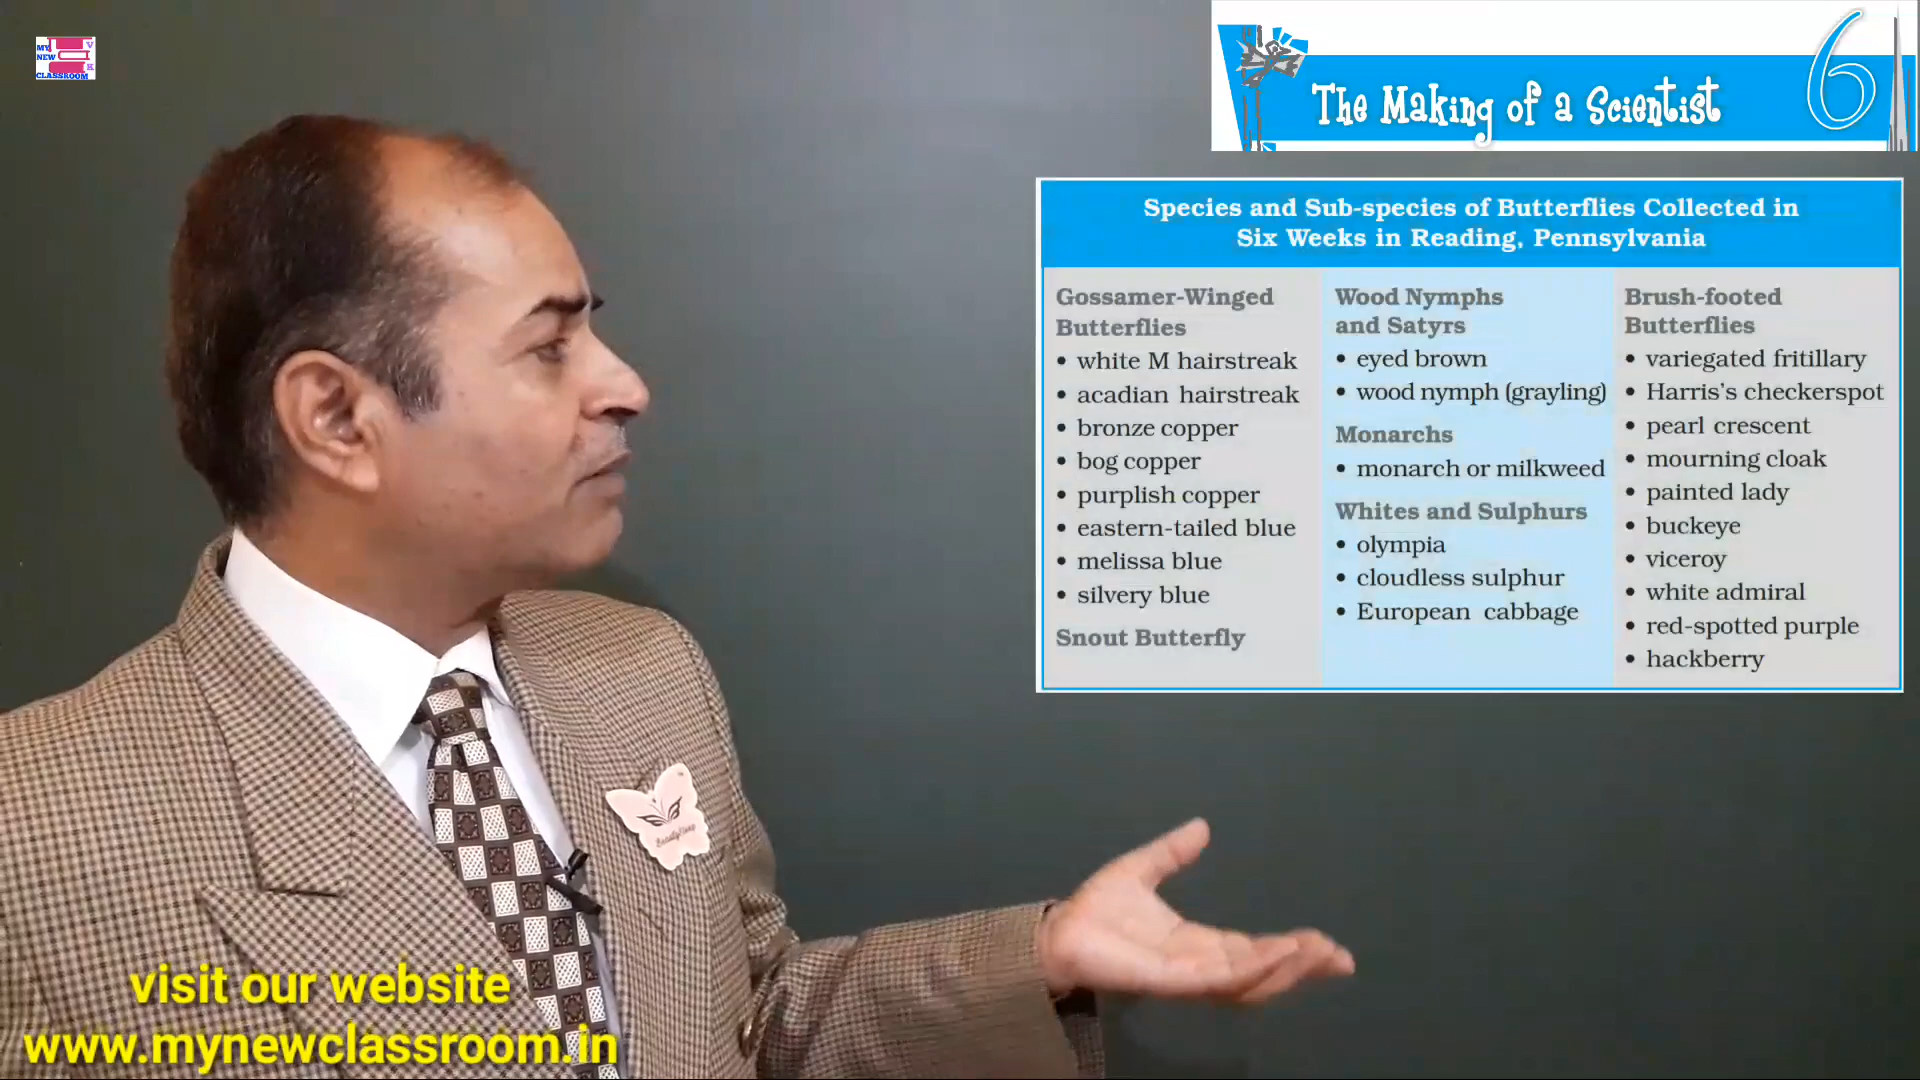 MY
NEW
CLASSROOM
V
K
The Making of a Scientist
6
Species and Sub-species of Butterflies Collected in
Six Weeks in Reading, Pennsylvania
Gossamer-Winged
Butterflies
• white M hairstreak
• acadian hairstreak
• bronze copper
• bog copper
• purplish copper
• eastern-tailed blue
• melissa blue
• silvery blue
Snout Butterfly
Wood Nymphs
and Satyrs
• eyed brown
• wood nymph (grayling)
Monarchs
• monarch or milkweed
Whites and Sulphurs
• olympia
• cloudless sulphur
• European cabbage
Brush-footed
Butterflies
• variegated fritillary
• Harris's checkerspot
• pearl crescent
• mourning cloak
• painted lady
• buckeye
• viceroy
• white admiral
• red-spotted purple
• hackberry
visit our website
www.mynewclassroom.in